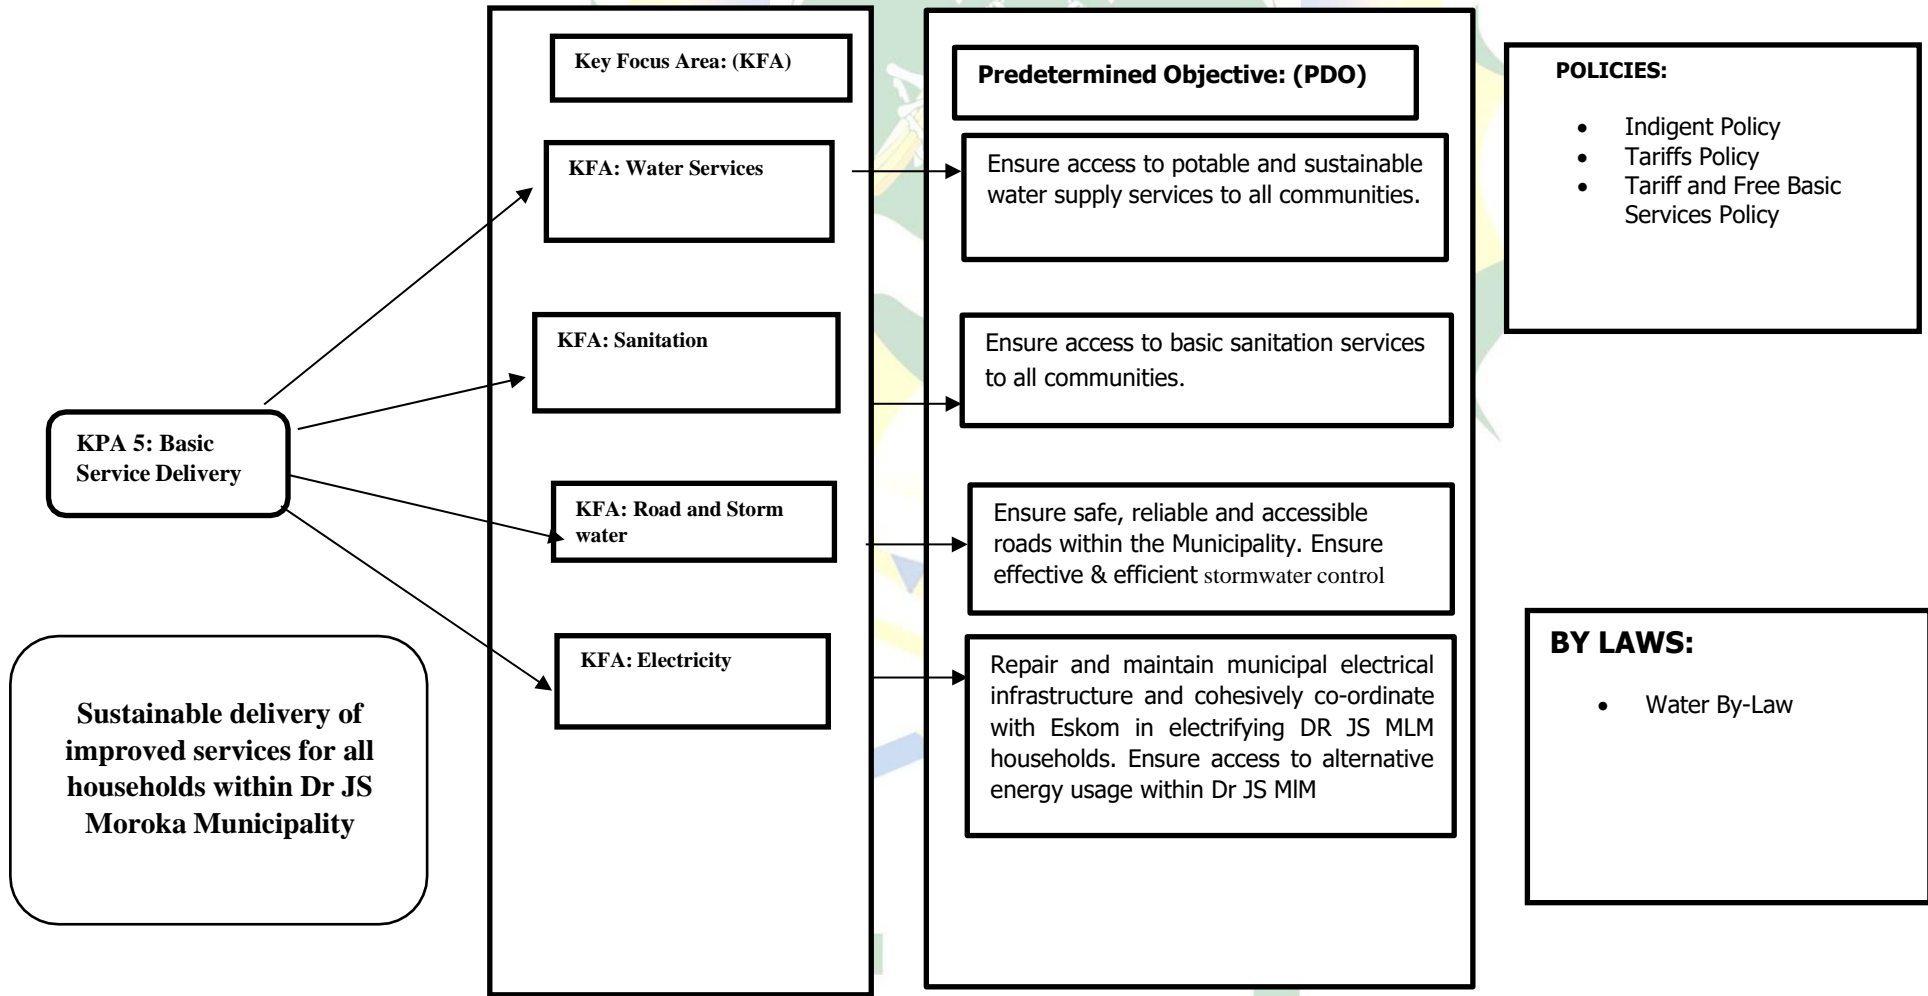 KPA 5: Basic
Service Delivery
Sustainable delivery of
improved services for all
households within Dr JS
Moroka Municipality
Key Focus Area: (KFA)
KFA: Water Services
KFA: Sanitation
KFA: Road and Storm
water
KFA: Electricity
Predetermined Objective: (PDO)
Ensure access to potable and sustainable
water supply services to all communities.
Ensure access to basic sanitation services
to all communities.
Ensure safe, reliable and accessible
roads within the Municipality. Ensure
effective & efficient stormwater control
Repair and maintain municipal electrical
infrastructure and cohesively co-ordinate
with Eskom in electrifying DR JS MLM
households. Ensure access to alternative
energy usage within Dr JS MlM
POLICIES:
• Indigent Policy
• Tariffs Policy
• Tariff and Free Basic
Services Policy
BY LAWS:
• Water By-Law